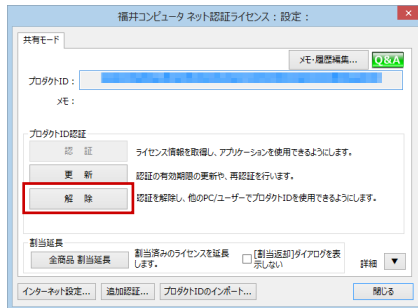 福井コンピュータ ネット認証ライセンス：設定：
×
共有モード
メモ・履歴編集...
Q&A
プロダクトID：
メモ：
プロダクトID認証
認　証
ライセンス情報を取得し、アプリケーションを使用できるようにします。
更　新
認証の有効期限の更新や、再認証を行います。
解　除
認証を解除し、他のPC/ユーザーでプロダクトIDを使用できるようにします。
割当延長
全商品 割当延長
割当済みのライセンスを延長
します。
[割当返却]ダイアログを表
示しない
詳細 ▼
インターネット設定...
追加認証...
プロダクトIDのインポート...
閉じる